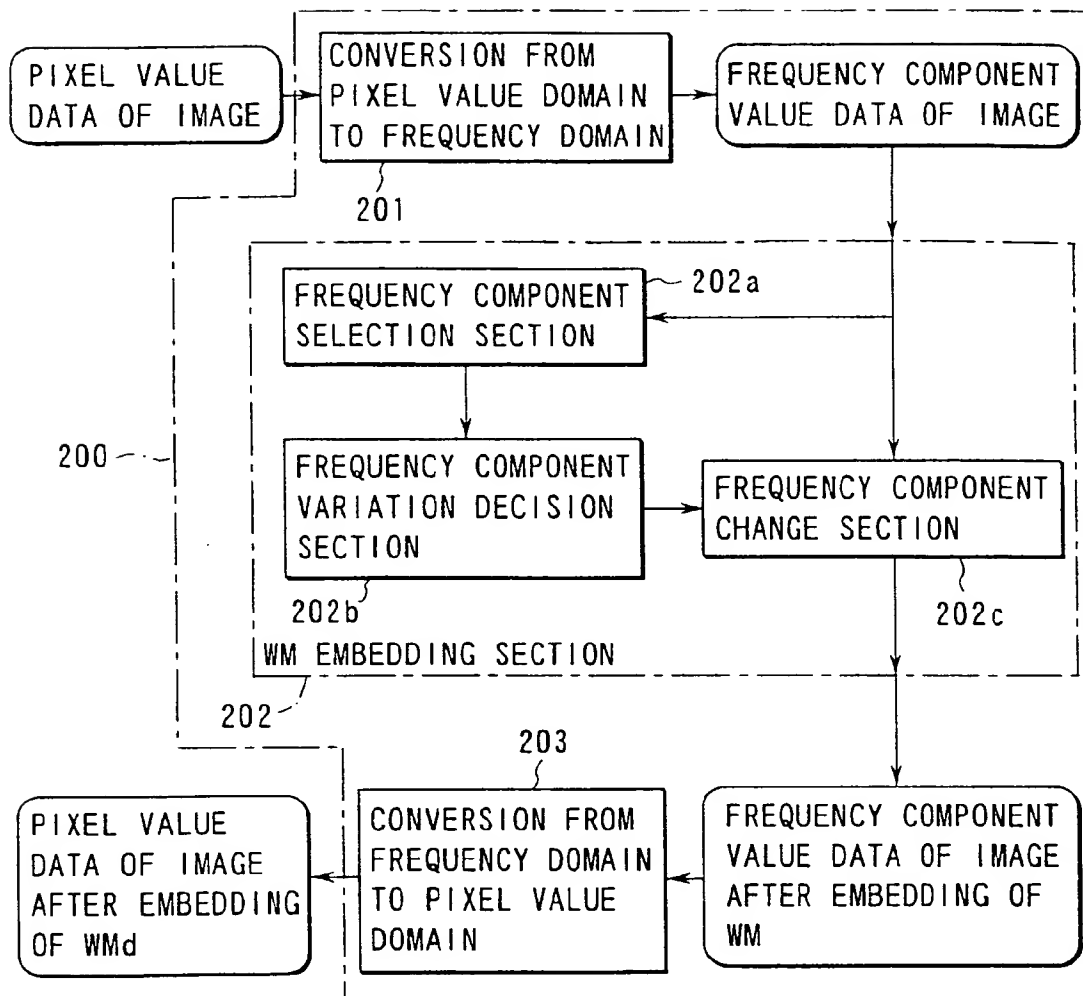 PIXEL VALUE
DATA OF IMAGE
CONVERSION FROM
PIXEL VALUE DOMAIN
TO FREQUENCY DOMAIN
201
FREQUENCY COMPONENT
VALUE DATA OF IMAGE
FREQUENCY COMPONENT
SELECTION SECTION
202a
200
FREQUENCY COMPONENT
VARIATION DECISION
SECTION
202b
FREQUENCY COMPONENT
CHANGE SECTION
202c
WM EMBEDDING SECTION
202
203
PIXEL VALUE
DATA OF IMAGE
AFTER EMBEDDING
OF WMd
CONVERSION FROM
FREQUENCY DOMAIN
TO PIXEL VALUE
DOMAIN
FREQUENCY COMPONENT
VALUE DATA OF IMAGE
AFTER EMBEDDING OF
WM